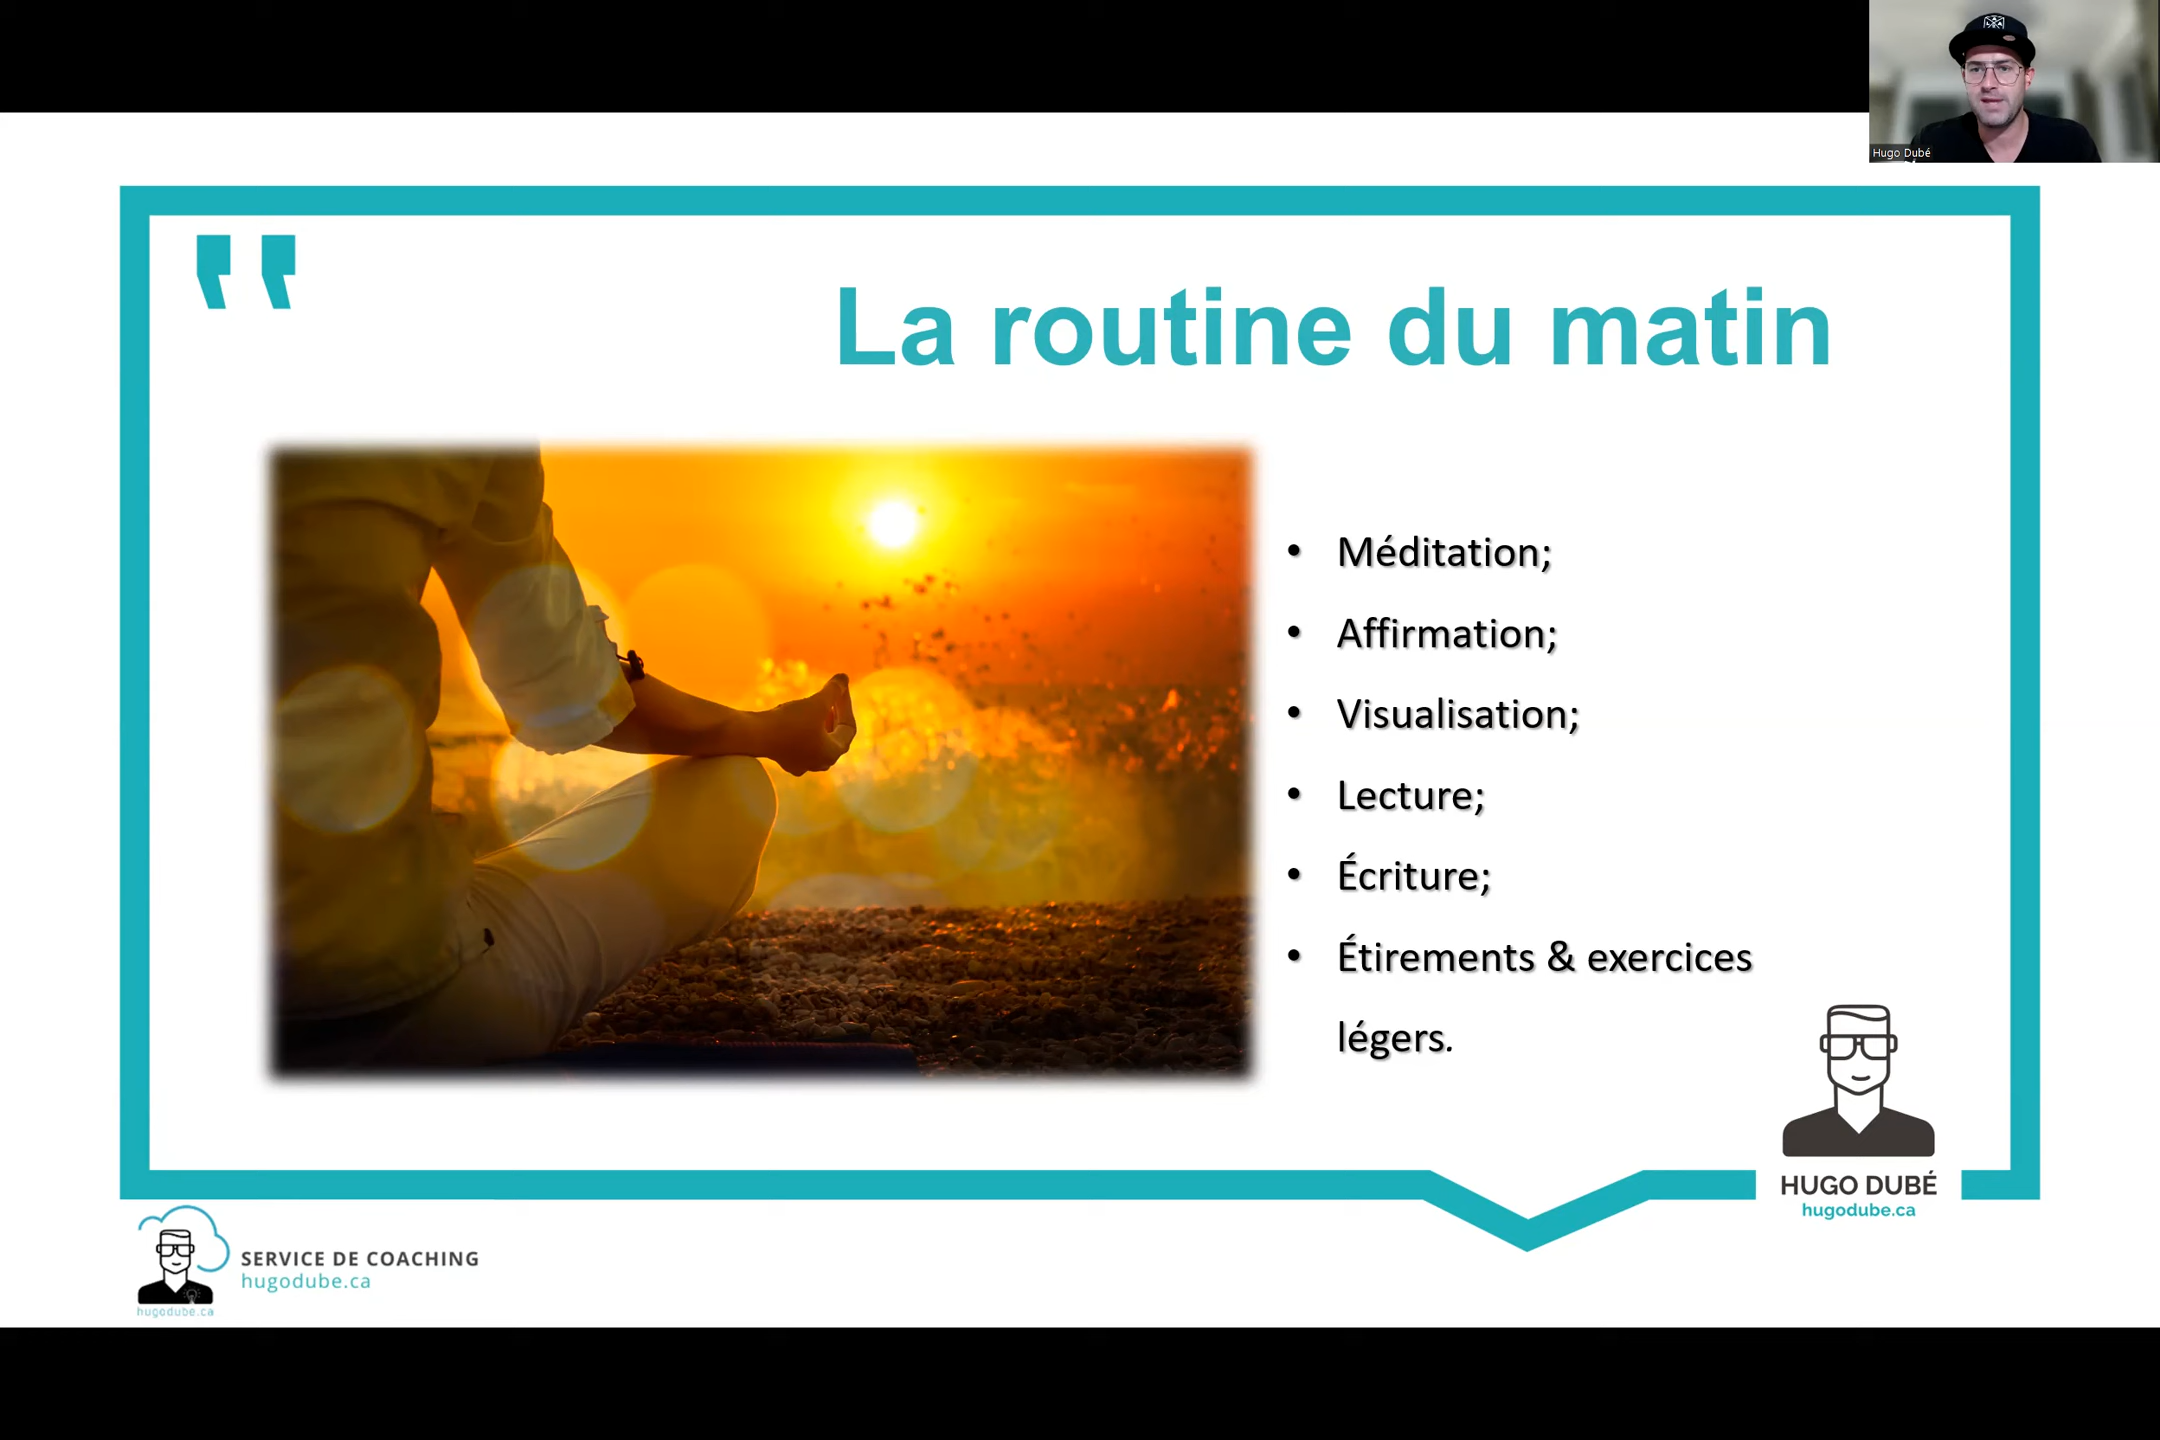 Hugo Dubé
La routine du matin
• Méditation;
• Affirmation;
• Visualisation;
• Lecture;
• Écriture;
• Étirements & exercices
légers.
HUGO DUBÉ
hugodube.ca
SERVICE DE COACHING
hugodube.ca
hugodube.ca